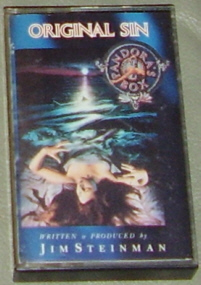 ORIGINAL SIN
PANDORA'S
BOX
WRITTEN & PRODUCED by
JIM STEINMAN